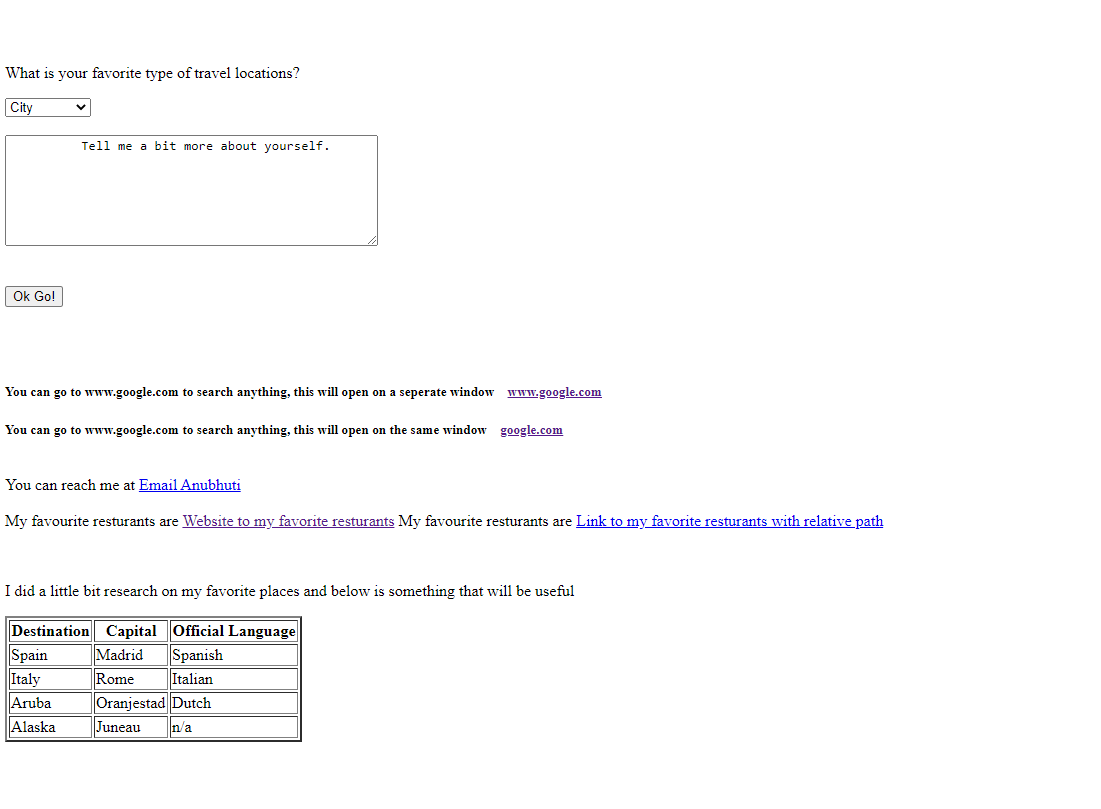 What is your favorite type of travel locations?
City
Tell me a bit more about yourself.
Ok Go!
You can go to www.google.com to search anything, this will open on a seperate window www.google.com
You can go to www.google.com to search anything, this will open on the same window google.com
You can reach me at Email Anubhuti
My favourite resturants are Website to my favorite resturants My favourite resturants are Link to my favorite resturants with relative path
I did a little bit research on my favorite places and below is something that will be useful
Destination Capital Official Language
Spain Madrid Spanish
Italy Rome Italian
Aruba Oranjestad Dutch
Alaska Juneau n/a